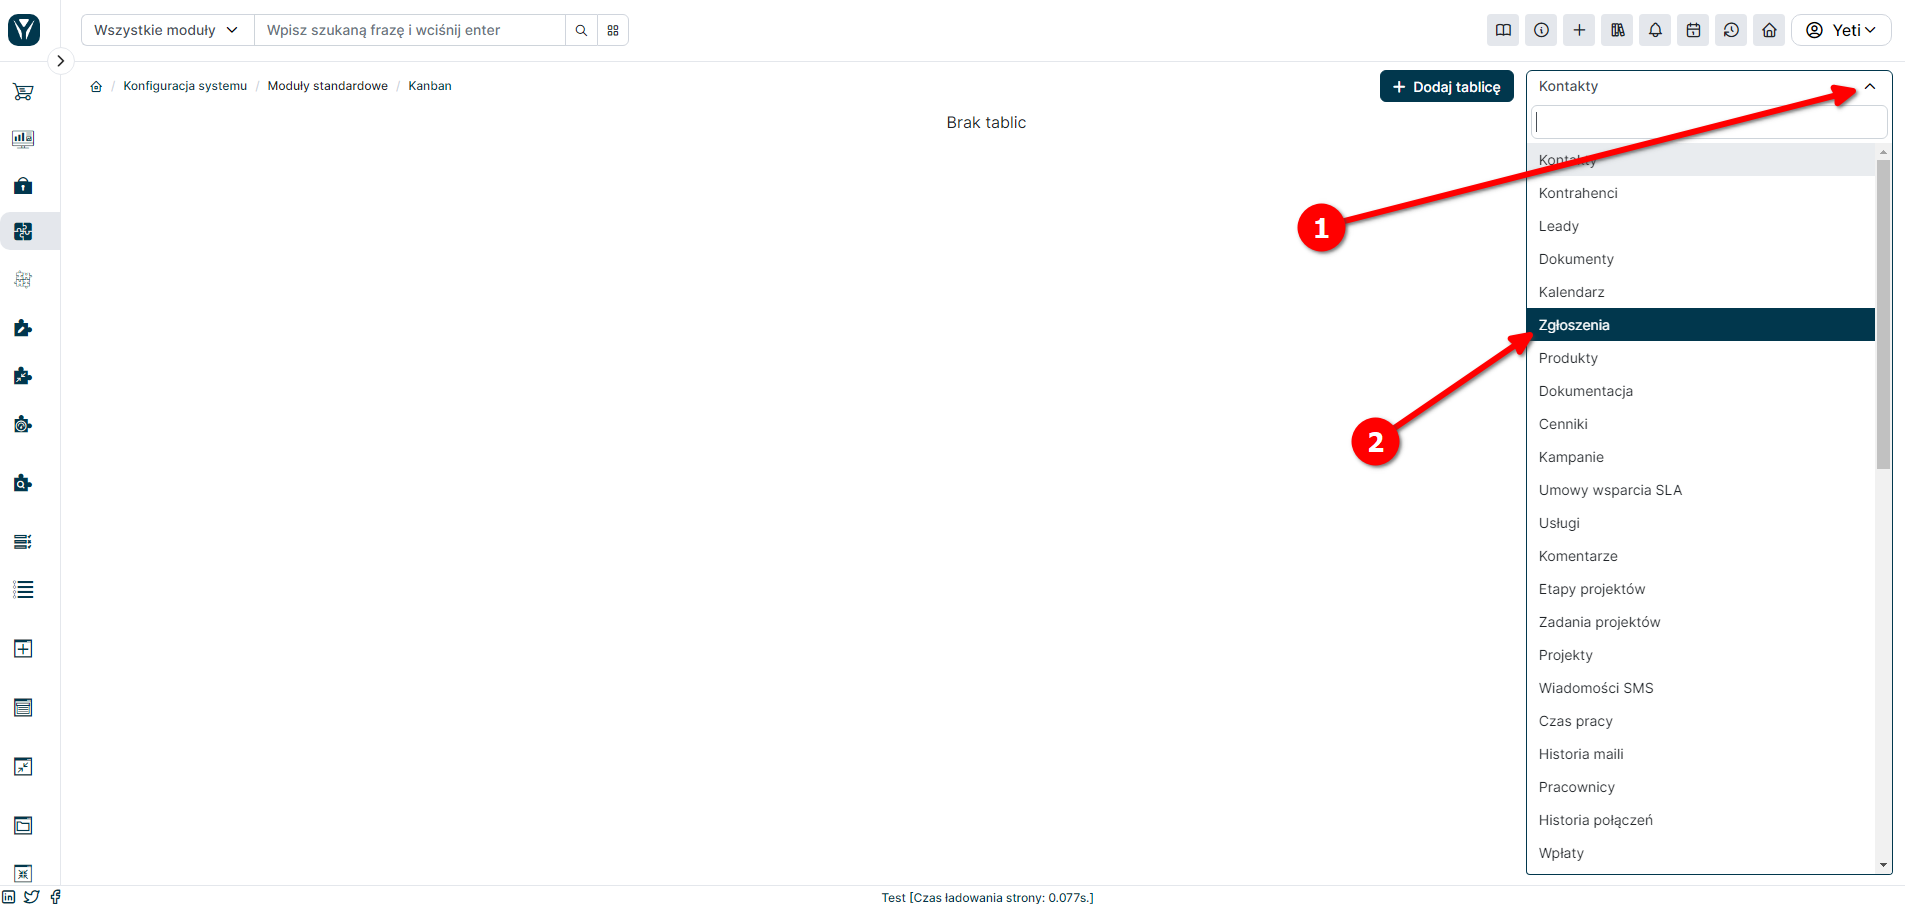 Wszystkie moduły Wpisz szukaną frazę i wciśnij enter Yeti
/ Konfiguracja systemu / Moduły standardowe / Kanban + Dodaj tablicę Kontakty
Brak tablic
Kontakty
Kontrahenci
Leady
1
Dokumenty
Kalendarz
Zgłoszenia
Produkty
Dokumentacja
Cenniki
2
Kampanie
Umowy wsparcia SLA
Usługi
Komentarze
Etapy projektów
Zadania projektów
Projekty
Wiadomości SMS
Czas pracy
Historia maili
Pracownicy
Historia połączeń
Wpłaty
Test [Czas ładowania strony: 0.077s.]